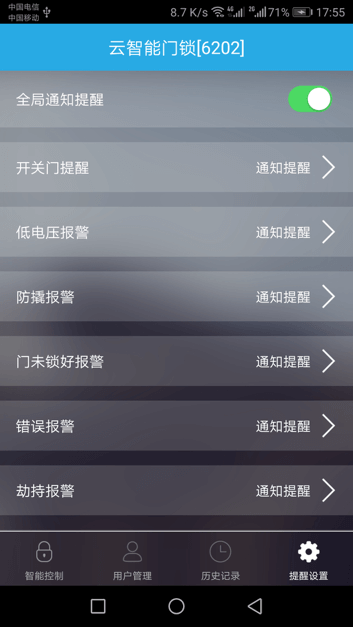 中国电信
中国移动
8.7 K/s 4G 2G 71% 17:55
云智能门锁[6202]
全局通知提醒
开关门提醒 通知提醒
低电压报警 通知提醒
防撬报警 通知提醒
门未锁好报警 通知提醒
错误报警 通知提醒
劫持报警 通知提醒
智能控制 用户管理 历史记录 提醒设置